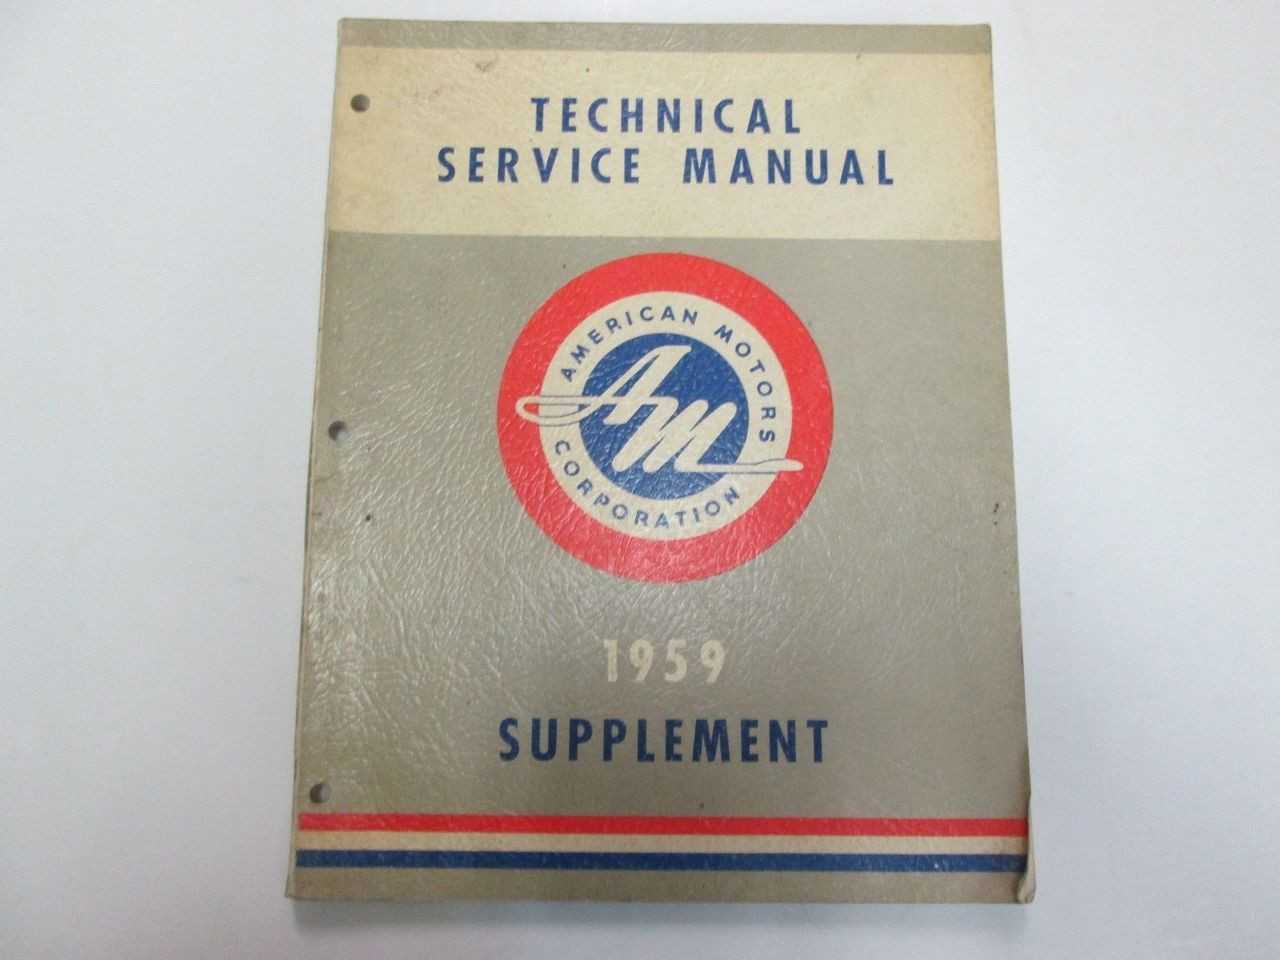 TECHNICAL
SERVICE MANUAL
AMERICAN MOTORS
AM
CORPORATION
1959
SUPPLEMENT